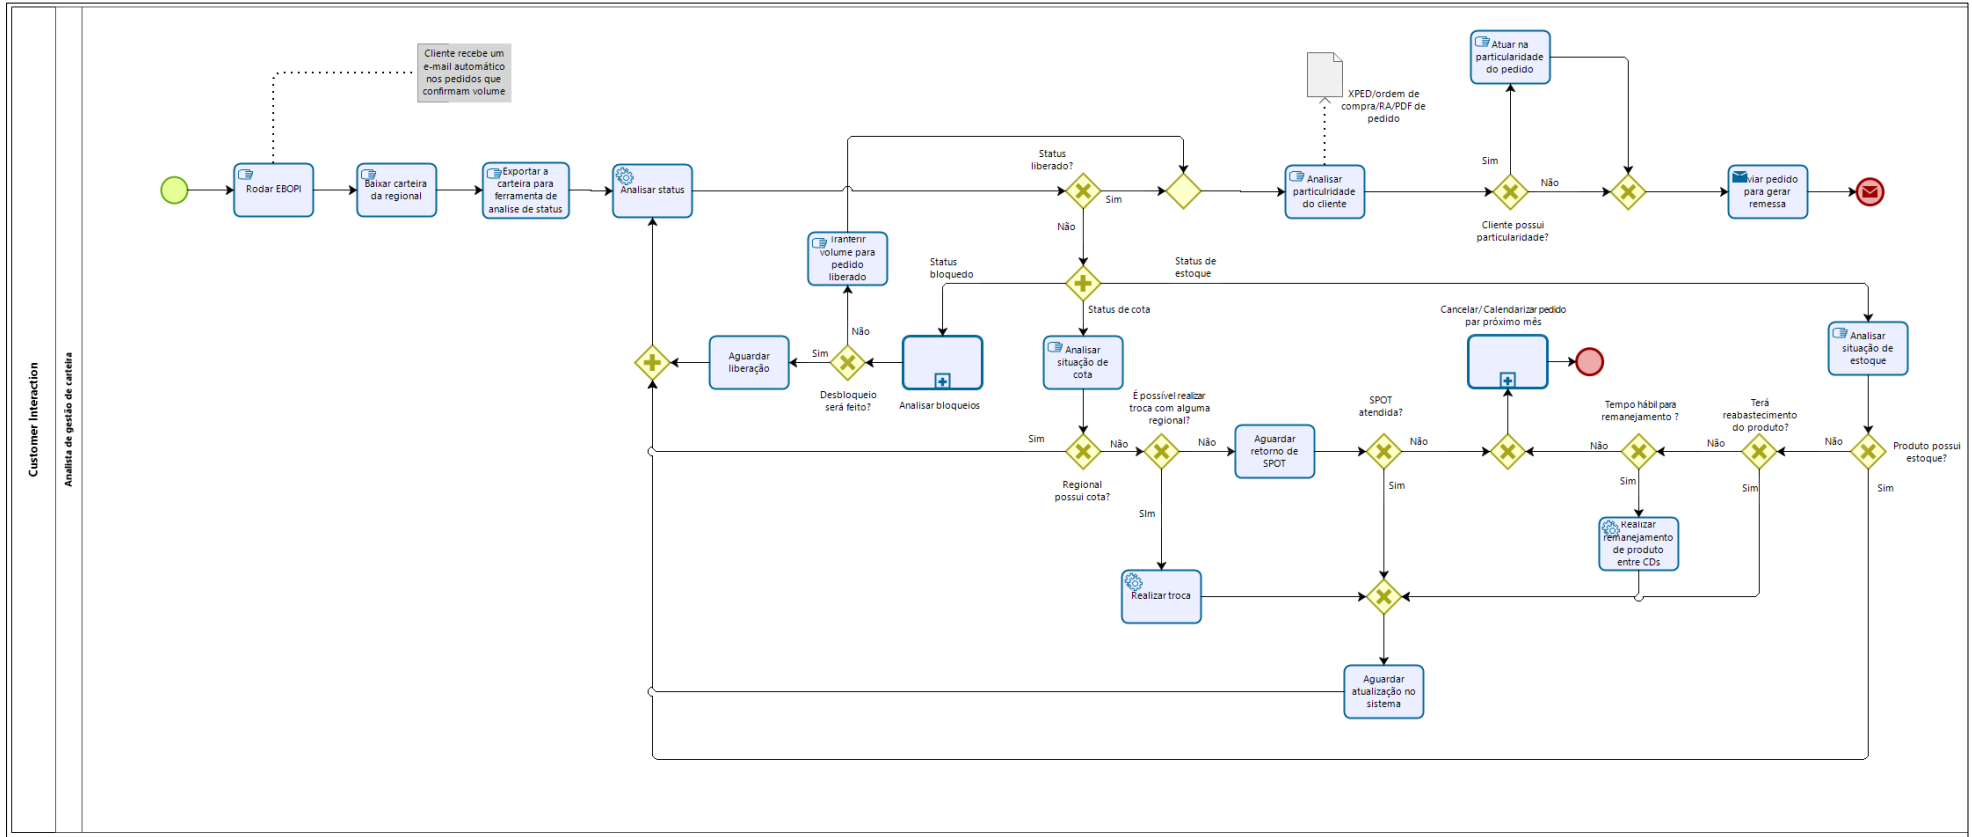 Customer Interaction
Analista de gestão de carteira
Cliente recebe um
e-mail automático
nos pedidos que
confirmam volume
Rodar EBOPI
Baixar carteira
da regional
Exportar a
carteira para
ferramenta de
analise de status
Analisar status
Status
liberado?
Sim
Não
XPED/ordem de
compra/RA/PDF de
pedido
Analisar
particulridade
do cliente
Atuar na
particularidade
do pedido
Sim
Não
Cliente possui
particularidade?
viar pedido
para gerar
remessa
Tranferir
volume para
pedido
liberado
Status
bloquedo
Status de
estoque
Status de cota
Não
Sim
Aguardar
liberação
Desbloqueio
será feito?
Analisar bloqueios
Analisar
situação de
cota
Cancelar/ Calendarizar pedido
par próximo mês
Analisar
situação de
estoque
É possível realizar
troca com alguma
regional?
SPOT
atendida?
Tempo hábil para
remanejamento ?
Terá
reabastecimento
do produto?
Sim
Não
Não
Aguardar
retorno de
SPOT
Não
Não
Não
Não
Produto possui
estoque?
Regional
possui cota?
Sim
Sim
Sim
Sim
SIm
Realizar
remanejamento
de produto
entre CDs
Realizar troca
Aguardar
atualização no
sistema